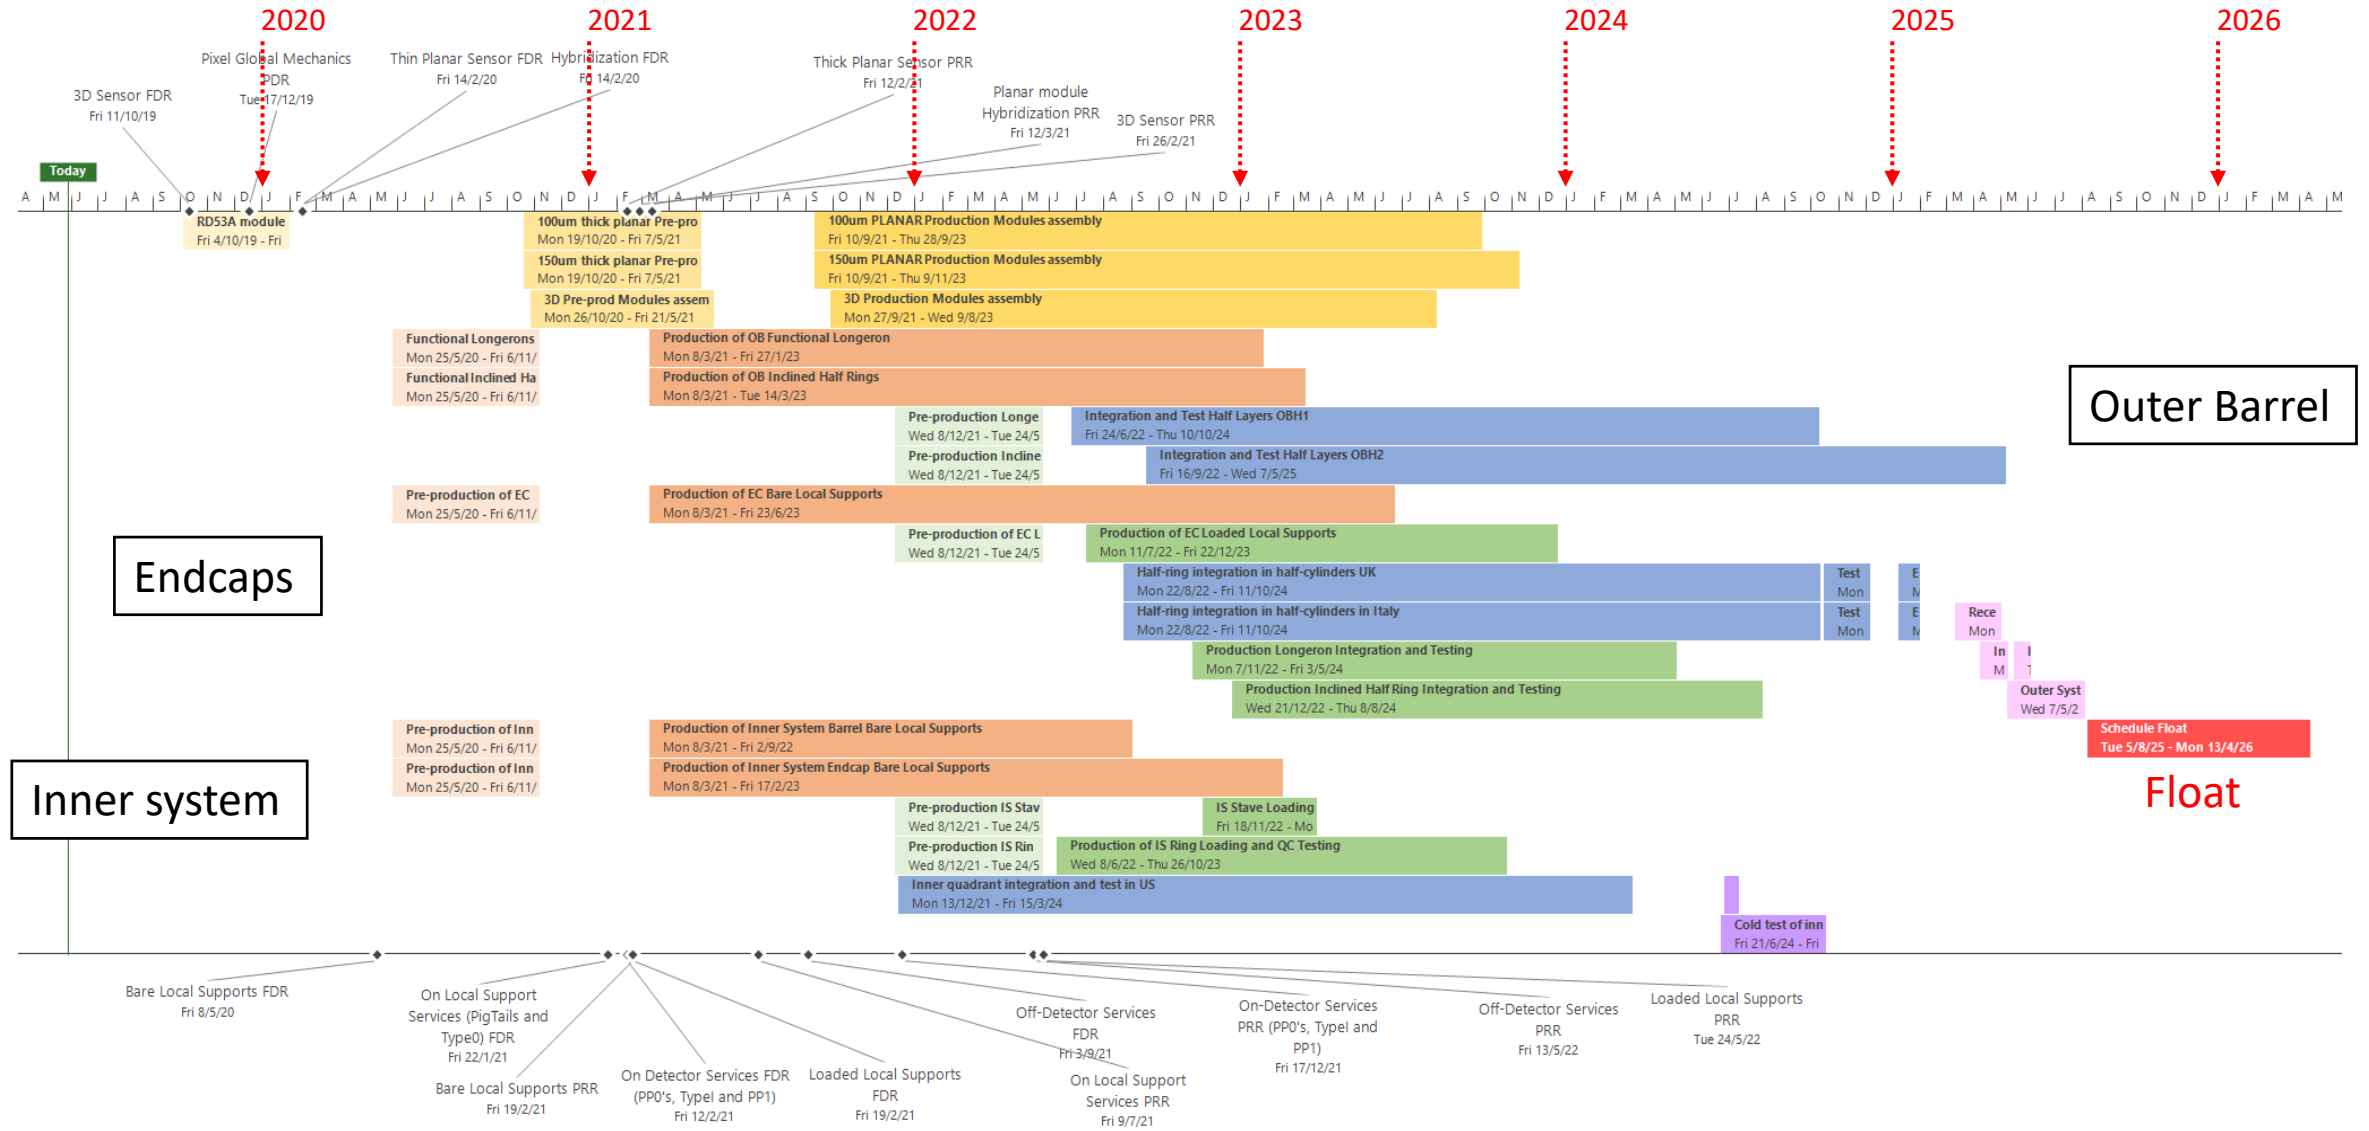 2020
2021
2022
2023
2024
2025
2026
Pixel Global Mechanics
PDR
Tue 17/12/19
Thin Planar Sensor FDR
Fri 14/2/20
Hybridization FDR
Fri 14/2/20
Thick Planar Sensor PRR
Fri 12/2/21
3D Sensor FDR
Fri 11/10/19
Planar module
Hybridization PRR
Fri 12/3/21
3D Sensor PRR
Fri 26/2/21
Today
A M J J A S O N D J F M A M J J A S O N D J F M A M J J A S O N D J F M A M J J A S O N D J F M A M J J A S O N D J F M A M J J A S O N D J F M A M J J A S O N D J F M A M
RD53A module
Fri 4/10/19 - Fri
100um thick planar Pre-pro
Mon 19/10/20 - Fri 7/5/21
100um PLANAR Production Modules assembly
Fri 10/9/21 - Thu 28/9/23
150um thick planar Pre-pro
Mon 19/10/20 - Fri 7/5/21
150um PLANAR Production Modules assembly
Fri 10/9/21 - Thu 9/11/23
3D Pre-prod Modules assem
Mon 26/10/20 - Fri 21/5/21
3D Production Modules assembly
Mon 27/9/21 - Wed 9/8/23
Functional Longerons
Mon 25/5/20 - Fri 6/11/
Production of OB Functional Longeron
Mon 8/3/21 - Fri 27/1/23
Functional Inclined Ha
Mon 25/5/20 - Fri 6/11/
Production of OB Inclined Half Rings
Mon 8/3/21 - Tue 14/3/23
Outer Barrel
Pre-production Longe
Wed 8/12/21 - Tue 24/5
Integration and Test Half Layers OBH1
Fri 24/6/22 - Thu 10/10/24
Pre-production Incline
Wed 8/12/21 - Tue 24/5
Integration and Test Half Layers OBH2
Fri 16/9/22 - Wed 7/5/25
Pre-production of EC
Mon 25/5/20 - Fri 6/11/
Production of EC Bare Local Supports
Mon 8/3/21 - Fri 23/6/23
Pre-production of EC L
Wed 8/12/21 - Tue 24/5
Production of EC Loaded Local Supports
Mon 11/7/22 - Fri 22/12/23
Endcaps
Half-ring integration in half-cylinders UK
Mon 22/8/22 - Fri 11/10/24
Test
Mon
E
M
Half-ring integration in half-cylinders in Italy
Mon 22/8/22 - Fri 11/10/24
Test
Mon
E
M
Rece
Mon
Production Longeron Integration and Testing
Mon 7/11/22 - Fri 3/5/24
In
M
I
T
Production Inclined Half Ring Integration and Testing
Wed 21/12/22 - Thu 8/8/24
Outer Syst
Wed 7/5/2
Pre-production of Inn
Mon 25/5/20 - Fri 6/11/
Production of Inner System Barrel Bare Local Supports
Mon 8/3/21 - Fri 2/9/22
Schedule Float
Tue 5/8/25 - Mon 13/4/26
Pre-production of Inn
Mon 25/5/20 - Fri 6/11/
Production of Inner System Endcap Bare Local Supports
Mon 8/3/21 - Fri 17/2/23
Float
Inner system
Pre-production IS Stav
Wed 8/12/21 - Tue 24/5
IS Stave Loading
Fri 18/11/22 - Mo
Pre-production IS Rin
Wed 8/12/21 - Tue 24/5
Production of IS Ring Loading and QC Testing
Wed 8/6/22 - Thu 26/10/23
Inner quadrant integration and test in US
Mon 13/12/21 - Fri 15/3/24
Cold test of inn
Fri 21/6/24 - Fri
Bare Local Supports FDR
Fri 8/5/20
On Local Support
Services (PigTails and
Type0) FDR
Fri 22/1/21
Bare Local Supports PRR
Fri 19/2/21
On Detector Services FDR
(PP0's, TypeI and PP1)
Fri 12/2/21
Loaded Local Supports
FDR
Fri 19/2/21
Off-Detector Services
FDR
Fri 3/9/21
On Local Support
Services PRR
Fri 9/7/21
On-Detector Services
PRR (PP0's, TypeI and
PP1)
Fri 17/12/21
Off-Detector Services
PRR
Fri 13/5/22
Loaded Local Supports
PRR
Tue 24/5/22